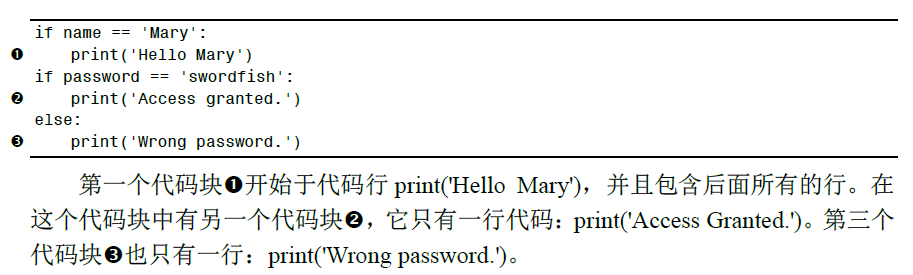 if name == 'Mary':
❶ print('Hello Mary')
if password == 'swordfish':
❷ print('Access granted.')
else:
❸ print('Wrong password.')
第一个代码块❶开始于代码行 print('Hello Mary')，并且包含后面所有的行。在
这个代码块中有另一个代码块❷，它只有一行代码：print('Access Granted.')。第三个
代码块❸也只有一行：print('Wrong password.')。